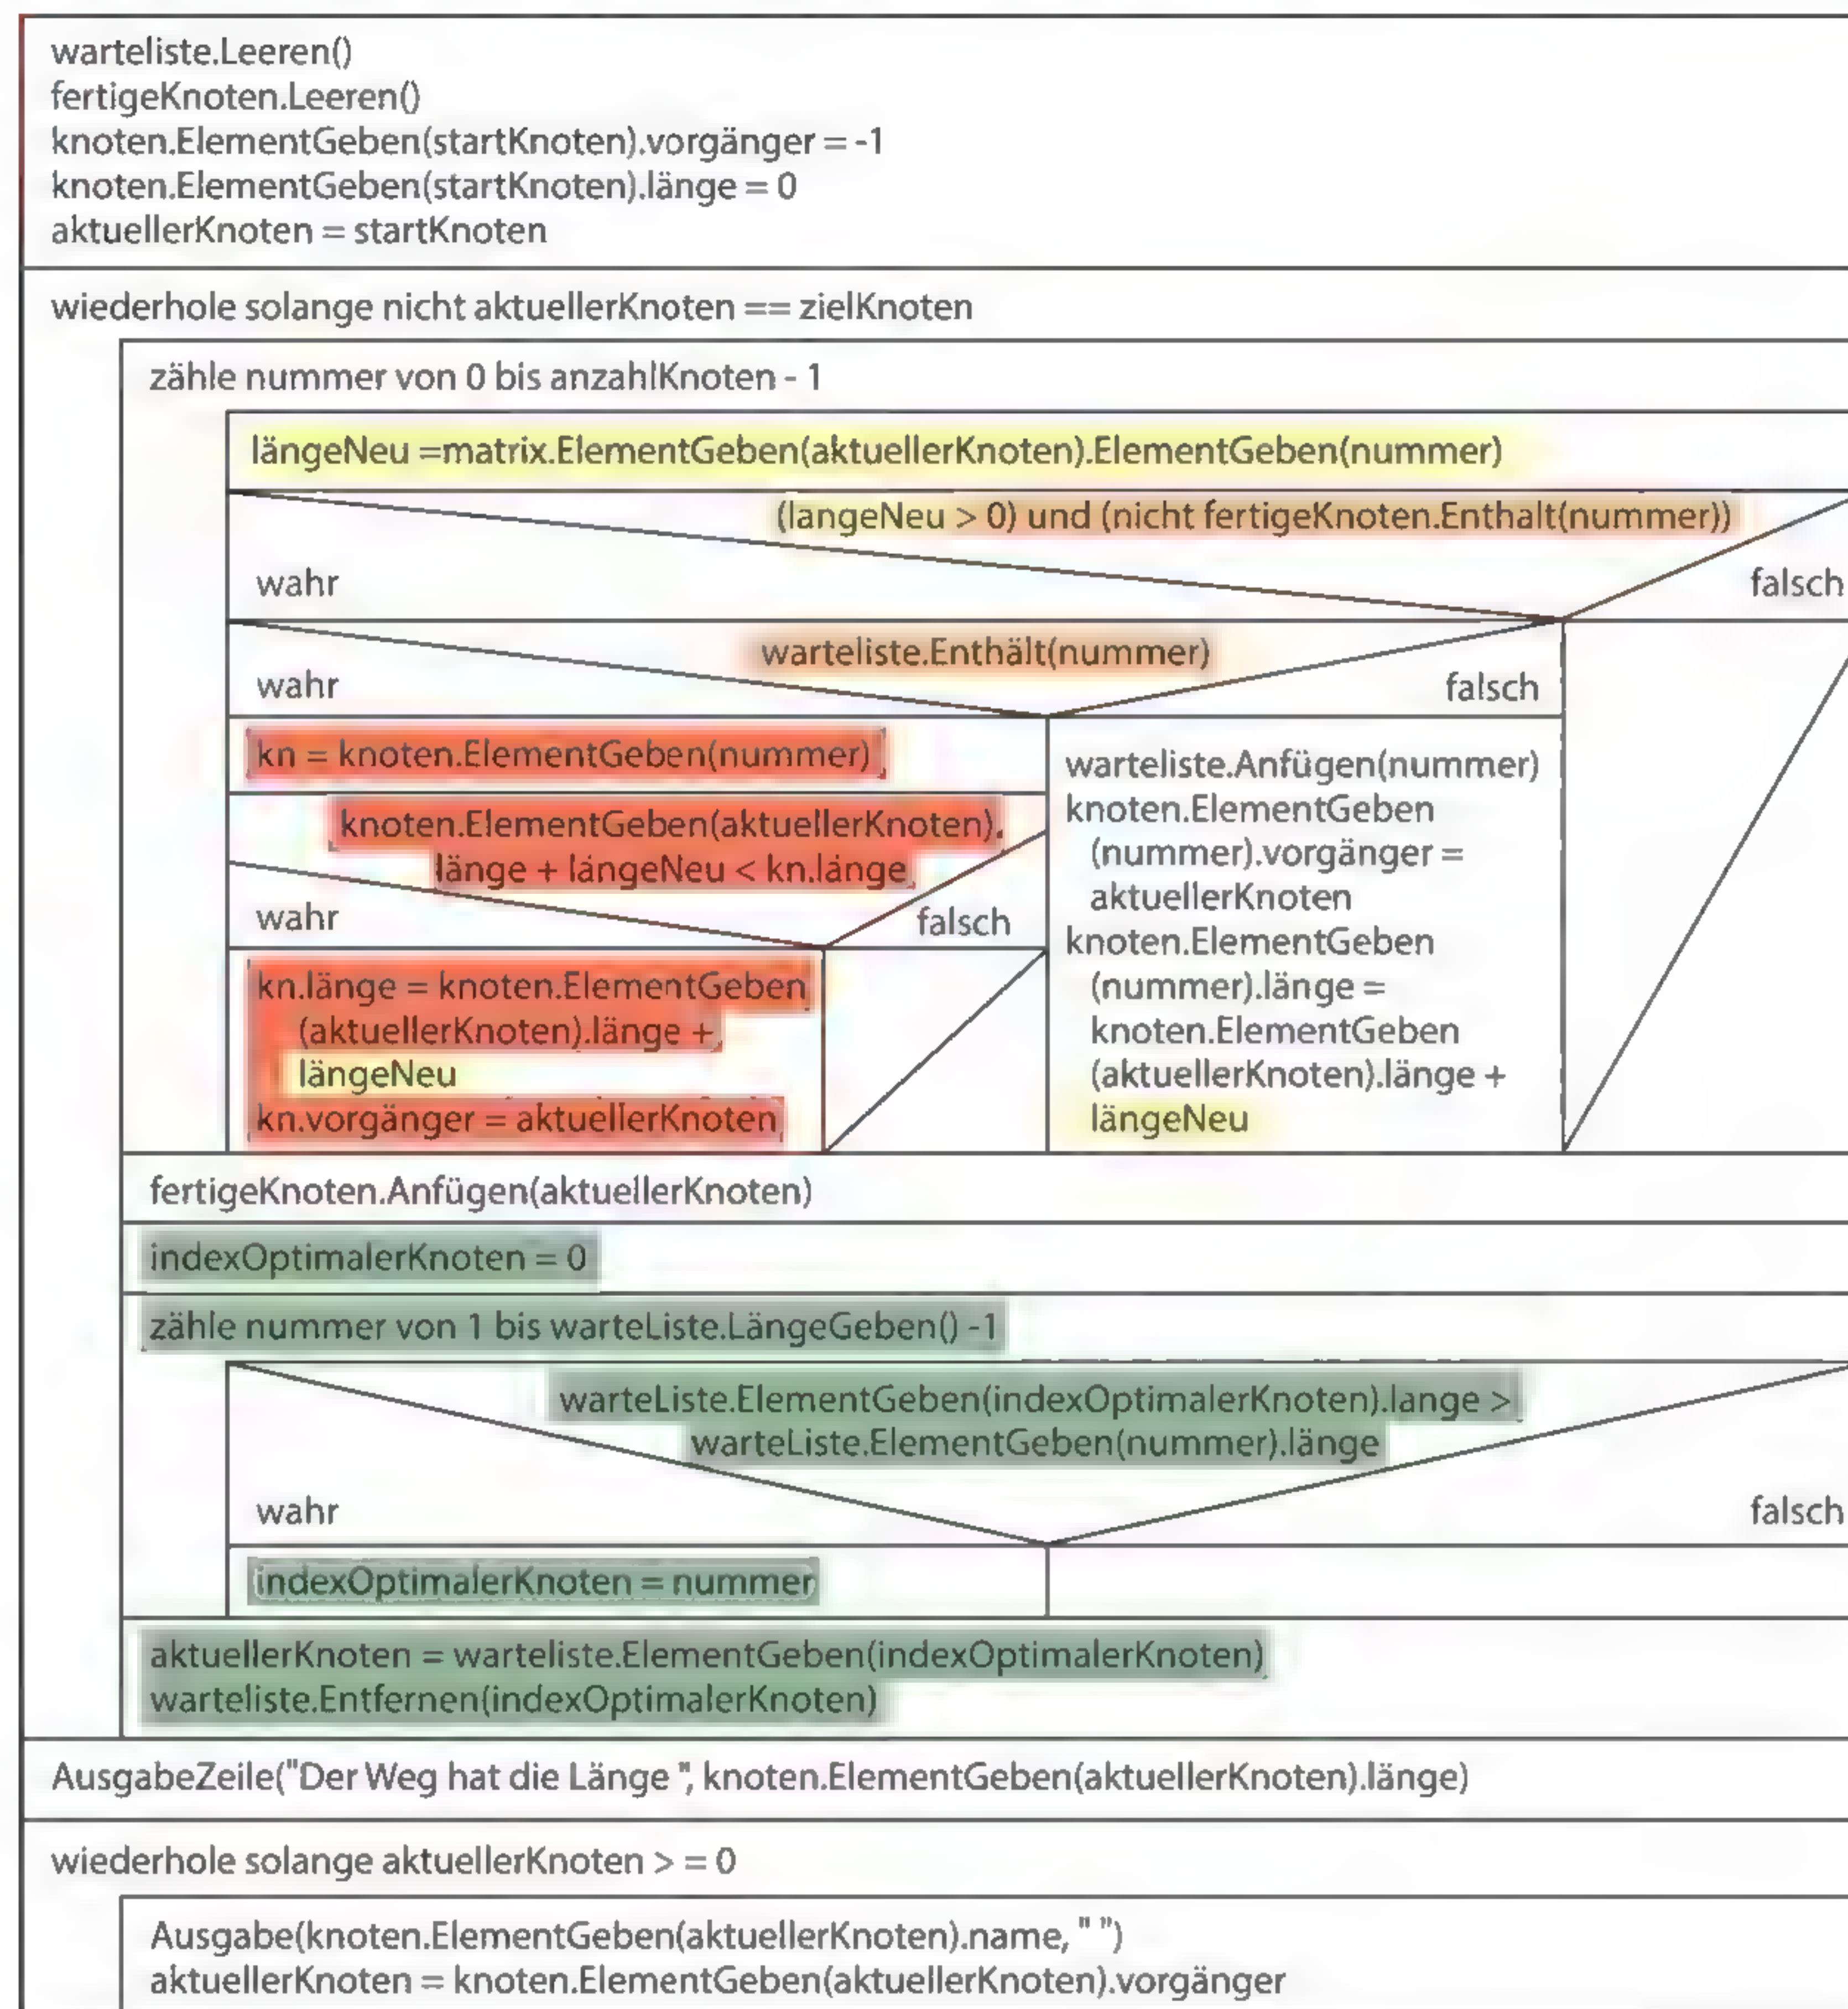 warteliste.Leeren()
fertigeKnoten.Leeren()
knoten.ElementGeben(startKnoten).vorgänger = -1
knoten.ElementGeben(startKnoten).länge = 0
aktuellerKnoten = startKnoten
wiederhole solange nicht aktuellerKnoten == zielKnoten
zähle nummer von 0 bis anzahlKnoten - 1
längeNeu =matrix.ElementGeben(aktuellerKnoten).ElementGeben(nummer)
(langeNeu > 0) und (nicht fertigeKnoten.Enthalt(nummer))
wahr
falsch
warteliste.Enthält(nummer)
wahr
falsch
kn = knoten.ElementGeben(nummer)
knoten.ElementGeben(aktuellerKnoten).
länge + längeNeu < kn.länge
wahr
falsch
kn.länge = knoten.ElementGeben
(aktuellerKnoten).länge +
längeNeu
kn.vorgänger = aktuellerKnoten
warteliste.Anfügen(nummer)
knoten.ElementGeben
(nummer).vorgänger =
aktuellerKnoten
knoten.ElementGeben
(nummer).länge =
knoten.ElementGeben
(aktuellerKnoten).länge +
längeNeu
fertigeKnoten.Anfügen(aktuellerKnoten)
indexOptimalerKnoten = 0
zähle nummer von 1 bis warteListe.LängeGeben() -1
warteListe.ElementGeben(indexOptimalerKnoten).lange >
warteListe.ElementGeben(nummer).länge
wahr
falsch
indexOptimalerKnoten = nummer
aktuellerKnoten = warteliste.ElementGeben(indexOptimalerKnoten)
warteliste.Entfernen(indexOptimalerKnoten)
AusgabeZeile("Der Weg hat die Länge ", knoten.ElementGeben(aktuellerKnoten).länge)
wiederhole solange aktuellerKnoten > = 0
Ausgabe(knoten.ElementGeben(aktuellerKnoten).name, " ")
aktuellerKnoten = knoten.ElementGeben(aktuellerKnoten).vorgänger